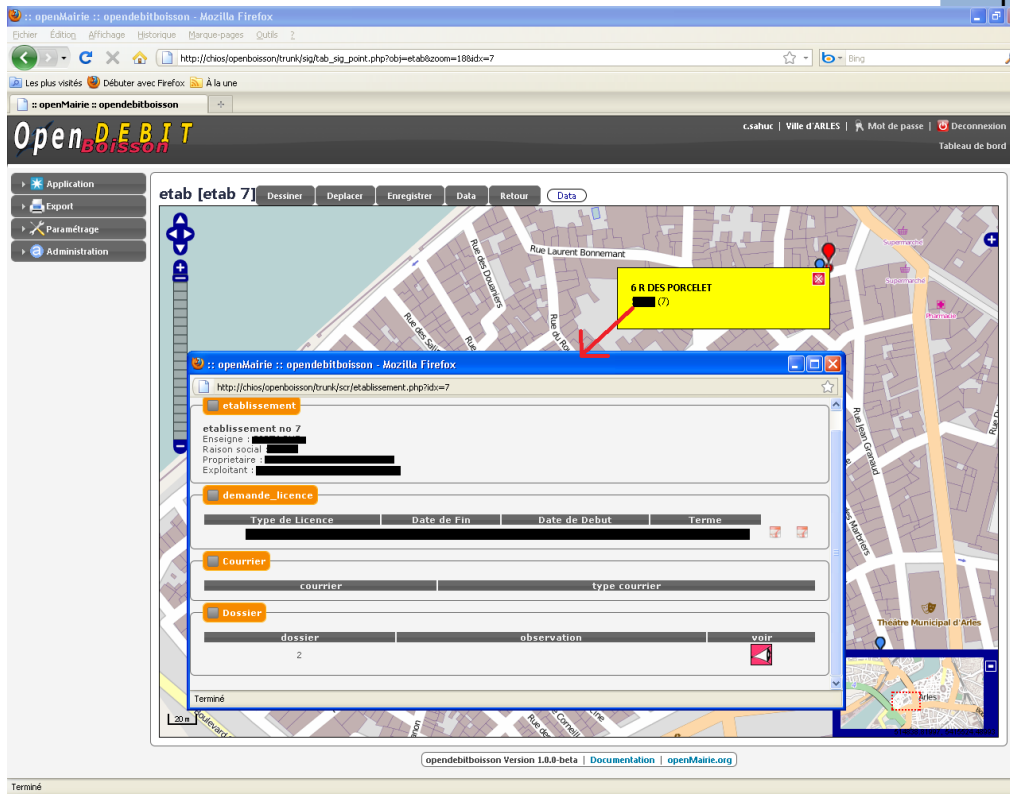 :: openMairie :: opendebitboisson - Mozilla Firefox
Fichier Édition Affichage Historique Marque-pages Outils ?
http://chios/openboisson/trunk/sig/tab_sig_point.php?obj=etab&zoom=18&idx=7
Bing
Les plus visités Débuter avec Firefox À la une
:: openMairie :: opendebitboisson
Open DEBIT Boisson
c.sahuc | Ville d'ARLES | Mot de passe | Deconnexion
Tableau de bord
Application
Export
Paramétrage
Administration
etab [etab 7] Dessiner Deplacer Enregistrer Data Retour Data
Rue Laurent Bonnemant
Rue des Douaniers
Supermarché
6 R DES PORCELET
(7)
Supermarché
Pharmacie
Rue Jean Granaud
:: openMairie :: opendebitboisson - Mozilla Firefox
http://chios/openboisson/trunk/scr/etablissement.php?idx=7
etablissement
etablissement no 7
Enseigne :
Raison social :
Proprietaire :
Exploitant :
demande_licence
Type de Licence Date de Fin Date de Debut Terme
Courrier
courrier type courrier
Dossier
dossier observation voir
2
Terminé
Théâtre Municipal d'Arles
Arles
20 m
opendebitboisson Version 1.0.0-beta | Documentation | openMairie.org
Terminé